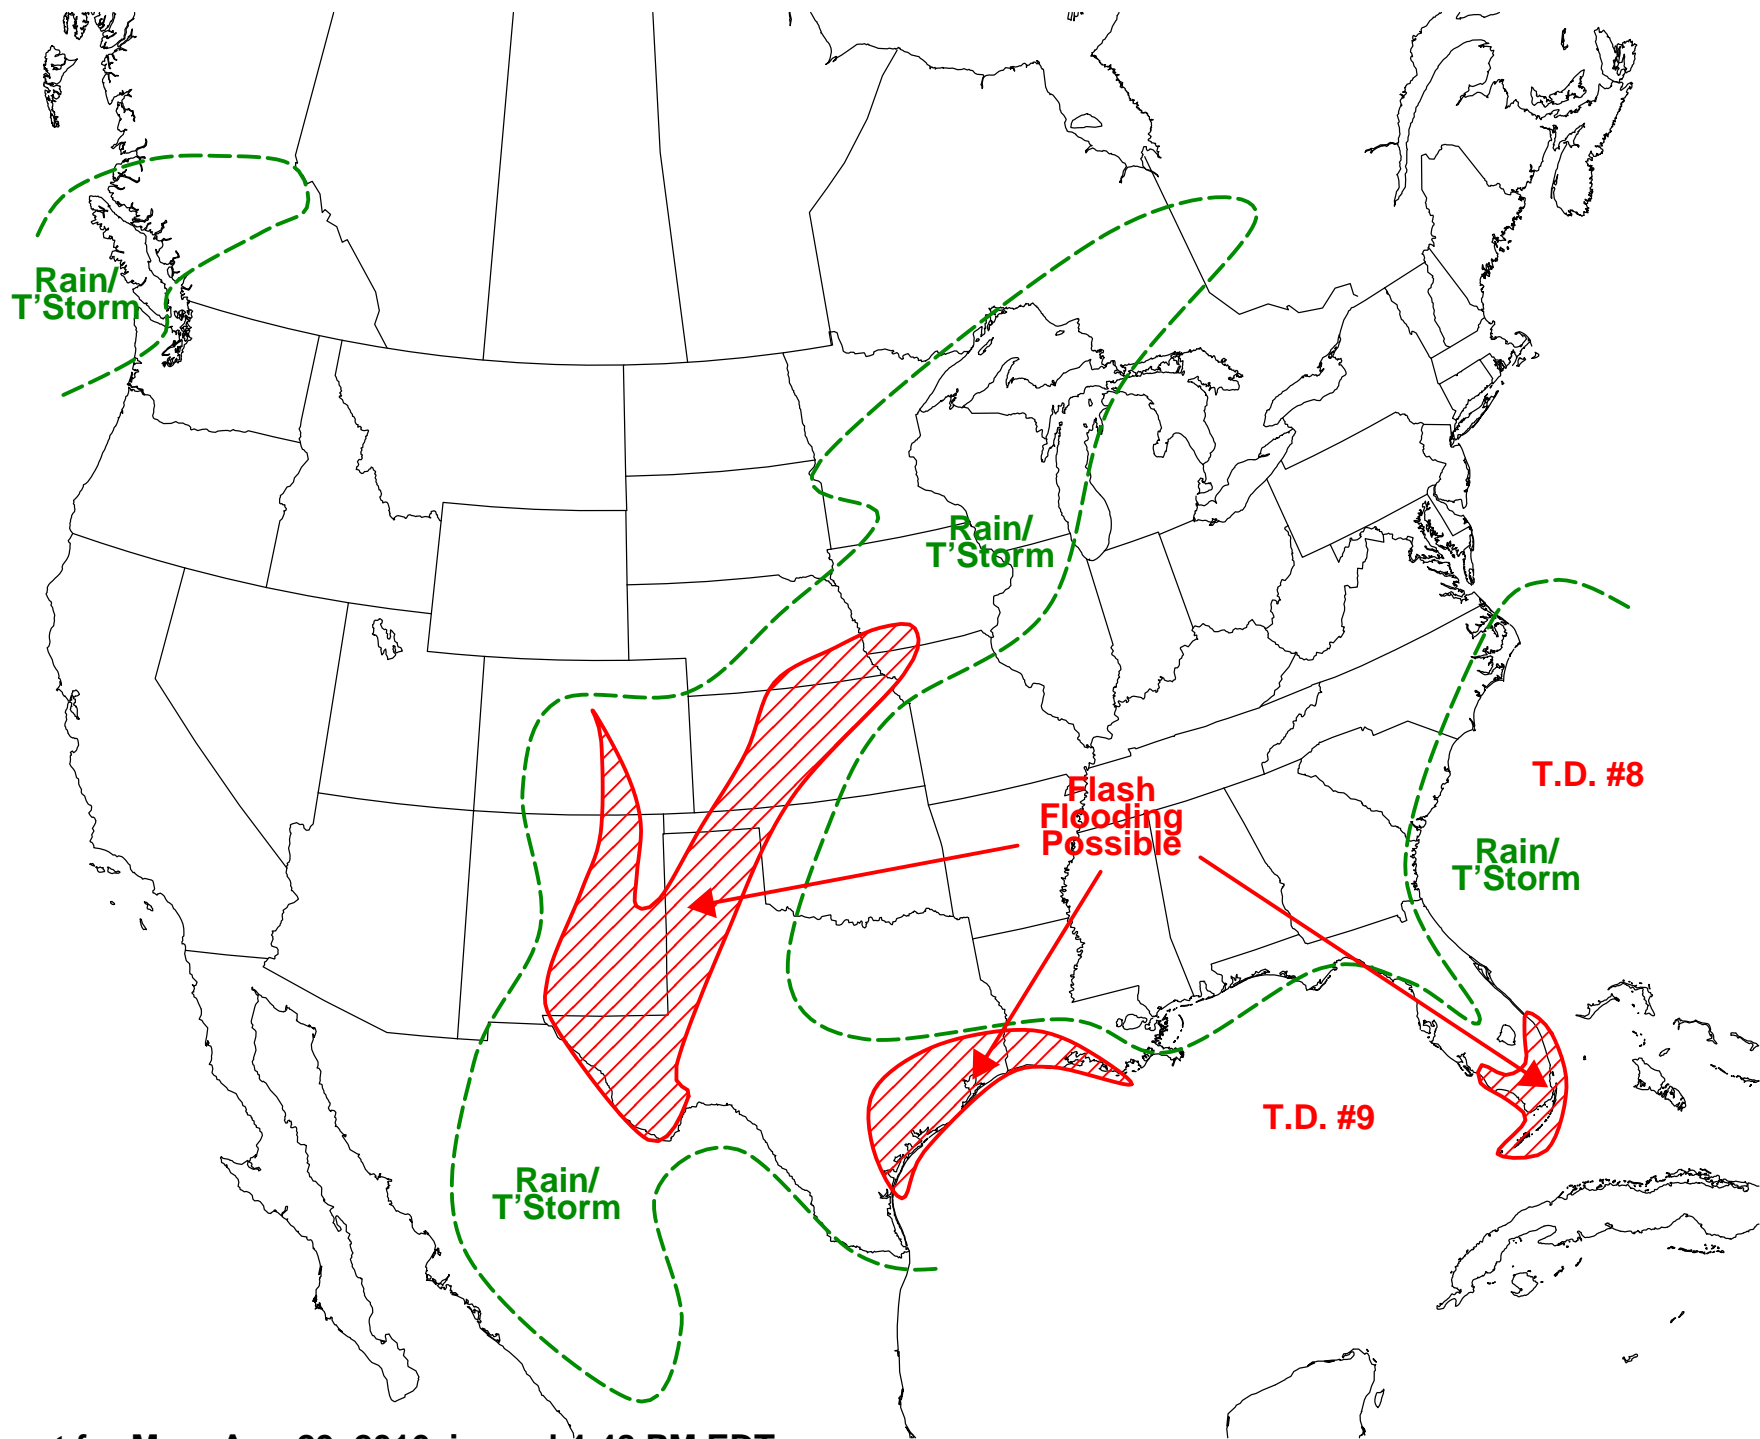 Rain/
T’Storm
Rain/
T’Storm
T.D. #8
Flash
Flooding
Possible
Rain/
T’Storm
T.D. #9
Rain/
T’Storm